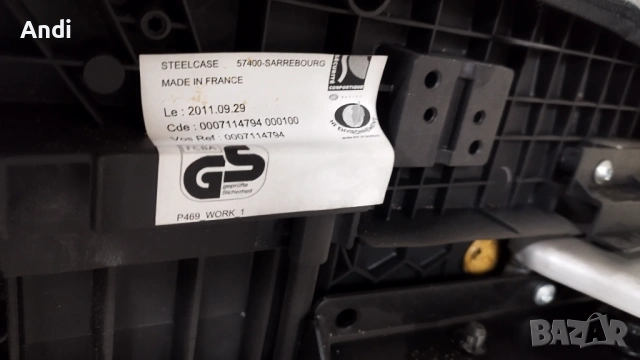 Andi
STEELCASE 57400-SARREBOURG
MADE IN FRANCE
Le : 2011.09.29
Cde : 0007114794 000100
Vos Ref : 0007114794
GS
geprüfte
Sicherheit
P469 WORK 1
BAZAR